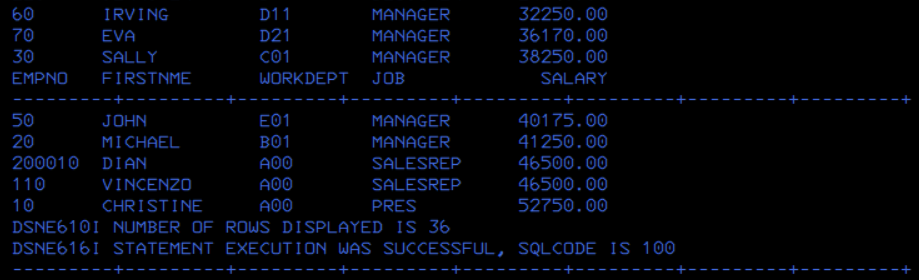 60 IRVING D11 MANAGER 32250.00
70 EVA D21 MANAGER 36170.00
30 SALLY C01 MANAGER 38250.00
EMPNO FIRSTNME WORKDEPT JOB SALARY
---------+---------+---------+---------+---------+---------+---------+---------+
50 JOHN E01 MANAGER 40175.00
20 MICHAEL B01 MANAGER 41250.00
200010 DIAN A00 SALESREP 46500.00
110 VINCENZO A00 SALESREP 46500.00
10 CHRISTINE A00 PRES 52750.00
DSNE610I NUMBER OF ROWS DISPLAYED IS 36
DSNE616I STATEMENT EXECUTION WAS SUCCESSFUL, SQLCODE IS 100
---------+---------+---------+---------+---------+---------+---------+---------+